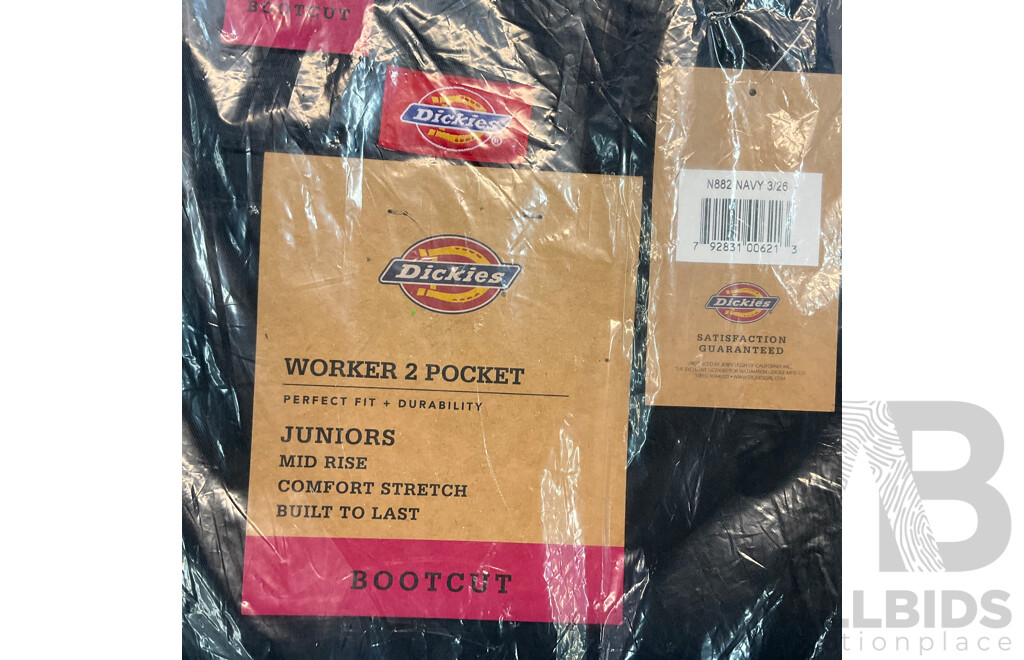 BOOTCUT
Dickies
®
N882 NAVY 3/26
7 92831 00621 3
Dickies
SATISFACTION
GUARANTEED
Dickies
WORKER 2 POCKET
PERFECT FIT + DURABILITY
JUNIORS
MID RISE
COMFORT STRETCH
BUILT TO LAST
BOOTCUT
LLBIDS
tionplace